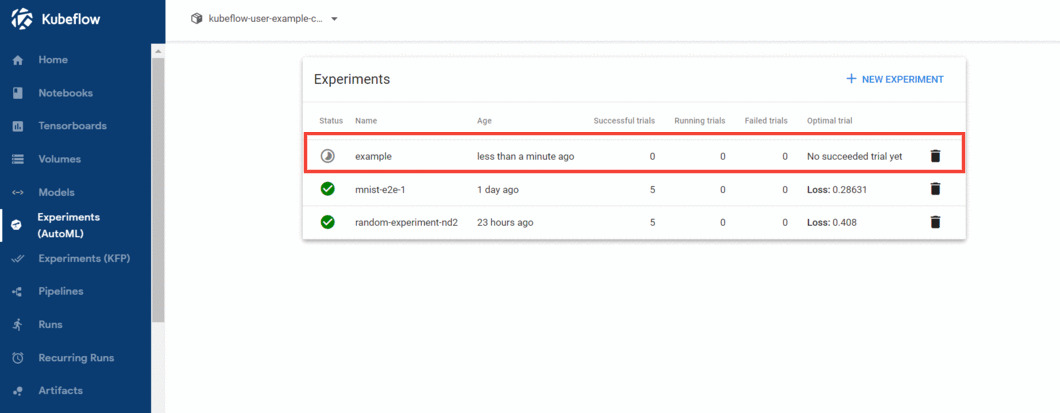 Kubeflow
kubeflow-user-example-c...
Home
Notebooks
Tensorboards
Volumes
Models
Experiments
(AutoML)
Experiments (KFP)
Pipelines
Runs
Recurring Runs
Artifacts
Experiments
NEW EXPERIMENT
Status Name Age Successful trials Running trials Failed trials Optimal trial
example less than a minute ago 0 0 0 No succeeded trial yet
mnist-e2e-1 1 day ago 5 0 0 Loss: 0.28631
random-experiment-nd2 23 hours ago 5 0 0 Loss: 0.408